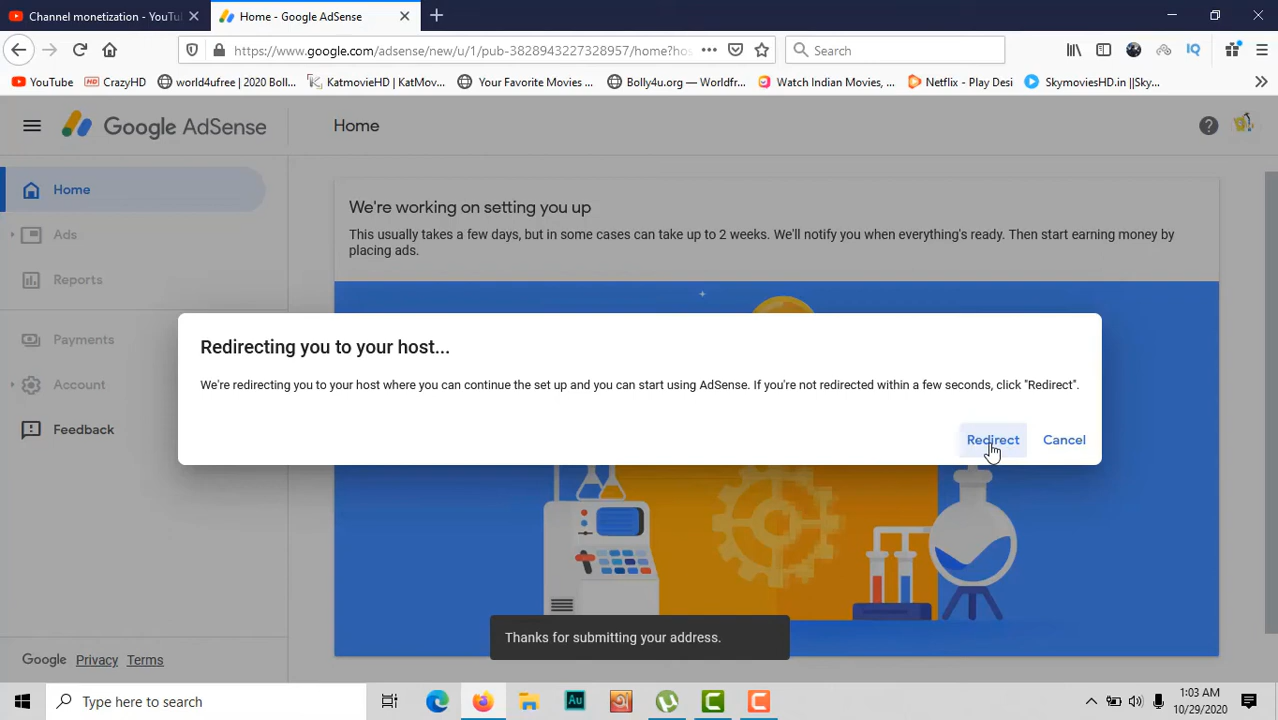 Channel monetization - YouTu
Home - Google AdSense
https://www.google.com/adsense/new/u/1/pub-3828943227328957/home?hos
Search
YouTube
CrazyHD
world4ufree | 2020 Boll...
KatmovieHD | KatMov...
Your Favorite Movies ...
Bolly4u.org — Worldfr...
Watch Indian Movies, ...
Netflix - Play Desi
SkymoviesHD.in ||Sky...
Google AdSense
Home
Home
Ads
Reports
Payments
Account
Feedback
We're working on setting you up
This usually takes a few days, but in some cases can take up to 2 weeks. We'll notify you when everything's ready. Then start earning money by
placing ads.
Redirecting you to your host...
We're redirecting you to your host where you can continue the set up and you can start using AdSense. If you're not redirected within a few seconds, click "Redirect".
Redirect
Cancel
Thanks for submitting your address.
Google Privacy Terms
Type here to search
Au
IQ
1:03 AM
10/29/2020